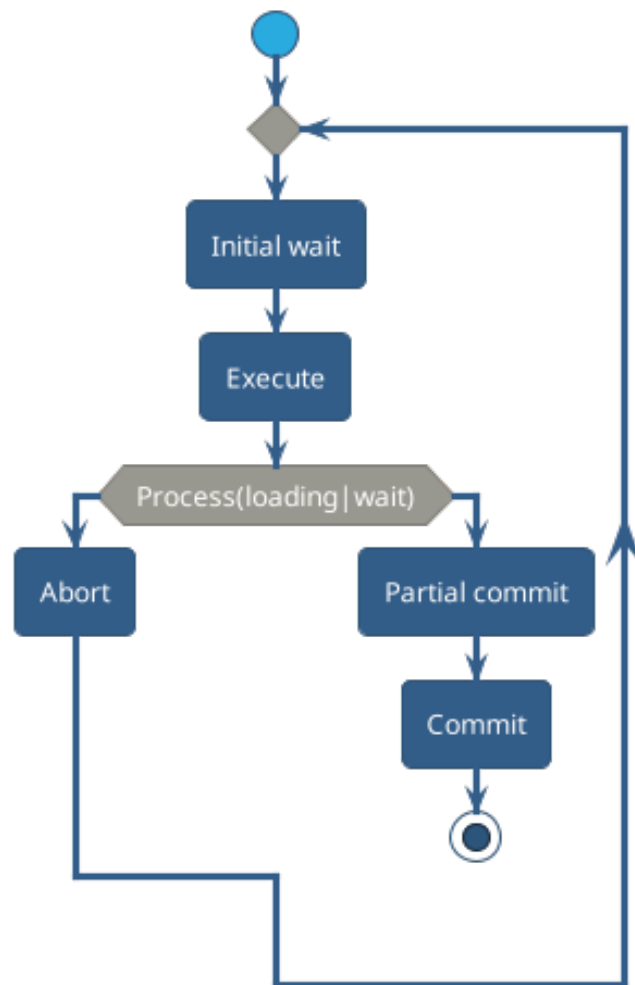 Initial wait
Execute
Process(loading|wait)
Abort
Partial commit
Commit